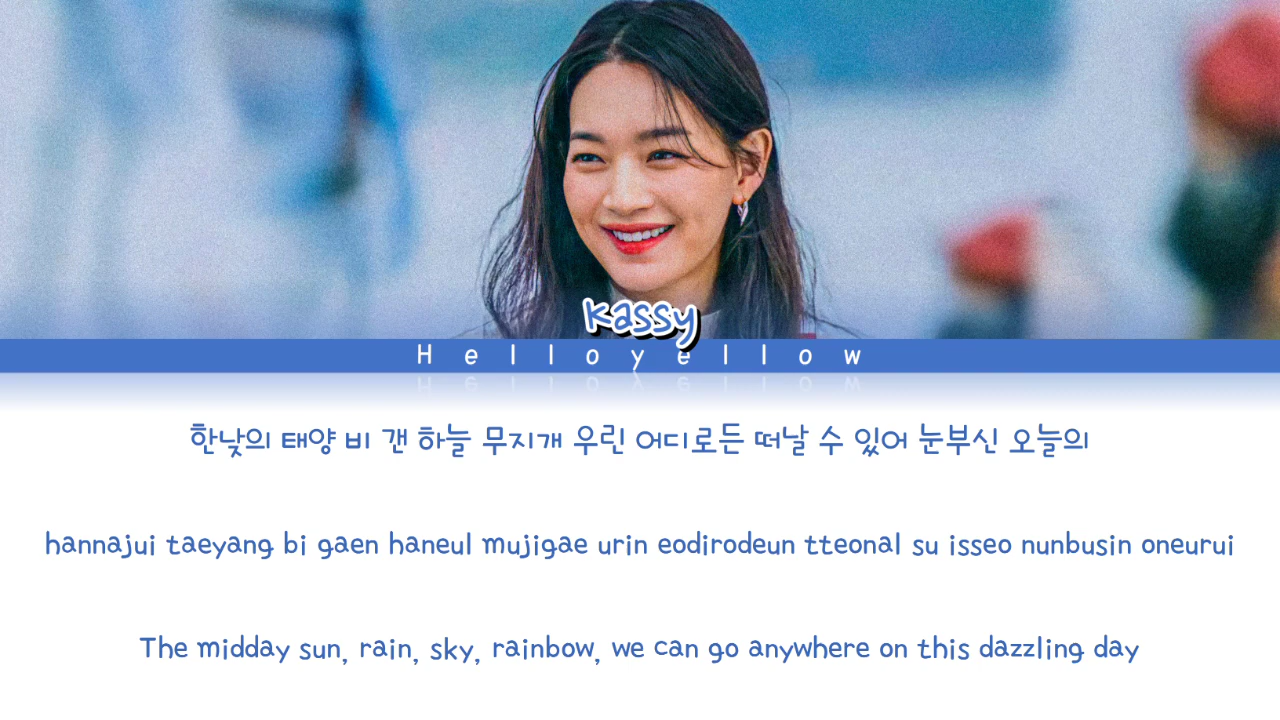 Kassy
Helloyellow
한낮의 태양 비 갠 하늘 무지개 우린 어디로든 떠날 수 있어 눈부신 오늘의
hannajui taeyang bi gaen haneul mujigae urin eodirodeun tteonal su isseo nunbusin oneurui
The midday sun, rain, sky, rainbow, we can go anywhere on this dazzling day